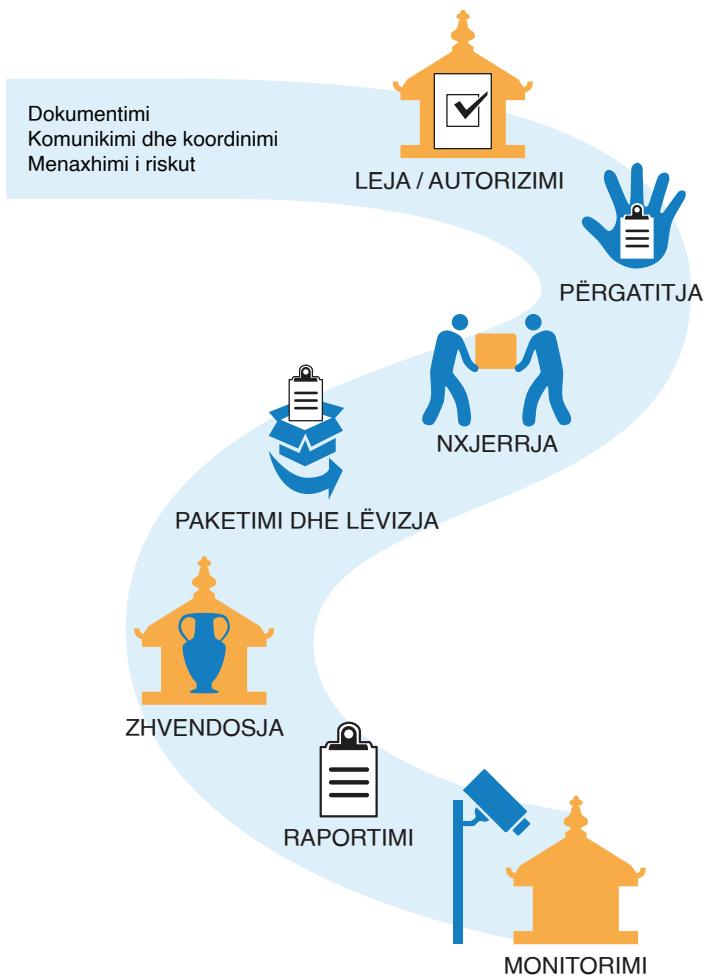 Dokumentimi
Komunikimi dhe koordinimi
Menaxhimi i riskut
LEJA / AUTORIZIMI
PËRGATITJA
NXJERRJA
PAKETIMI DHE LËVIZJA
ZHVENDOSJA
RAPORTIMI
MONITORIMI